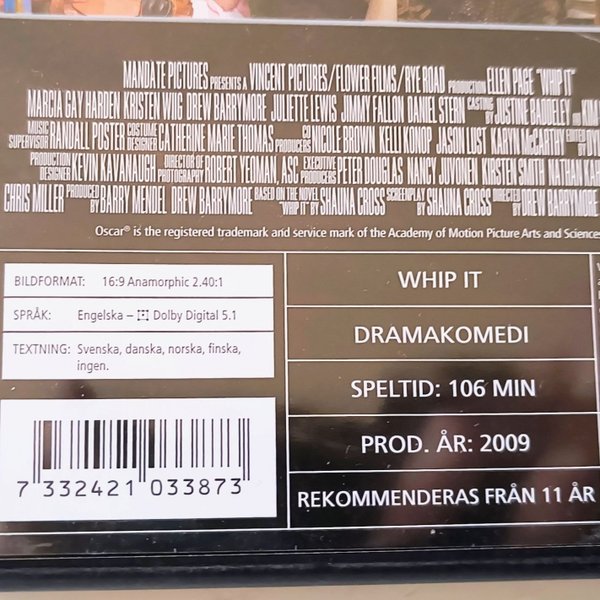 MANDATE PICTURES PRESENTS A VINCENT PICTURES/FLOWER FILMS/RYE ROAD PRODUCTION ELLEN PAGE "WHIP IT"
MARCIA GAY HARDEN KRISTEN WIIG DREW BARRYMORE JULIETTE LEWIS JIMMY FALLON DANIEL STERN CASTING BY JUSTINE BADDELEY AND KIM
MUSIC SUPERVISOR RANDALL POSTER COSTUME DESIGNER CATHERINE MARIE THOMAS CO PRODUCERS NICOLE BROWN KELLI KONOP JASON LUST KARYN McCARTHY EDITED BY
PRODUCTION DESIGNER KEVIN KAVANAUGH DIRECTOR OF PHOTOGRAPHY ROBERT YEOMAN, ASC EXECUTIVE PRODUCERS PETER DOUGLAS NANCY JUVONEN KIRSTEN SMITH NATHAN KAH
CHRIS MILLER PRODUCED BY BARRY MENDEL DREW BARRYMORE BASED ON THE NOVEL "WHIP IT" BY SHAUNA CROSS SCREENPLAY BY SHAUNA CROSS DIRECTED BY DREW BARRYMORE
Oscar® is the registered trademark and service mark of the Academy of Motion Picture Arts and Sciences
BILDFORMAT: 16:9 Anamorphic 2.40:1
SPRÅK: Engelska – Dolby Digital 5.1
TEXTNING: Svenska, danska, norska, finska,
ingen.
7 332421 033873
WHIP IT
DRAMAKOMEDI
SPELTID: 106 MIN
PROD. ÅR: 2009
REKOMMENDERAS FRÅN 11 ÅR